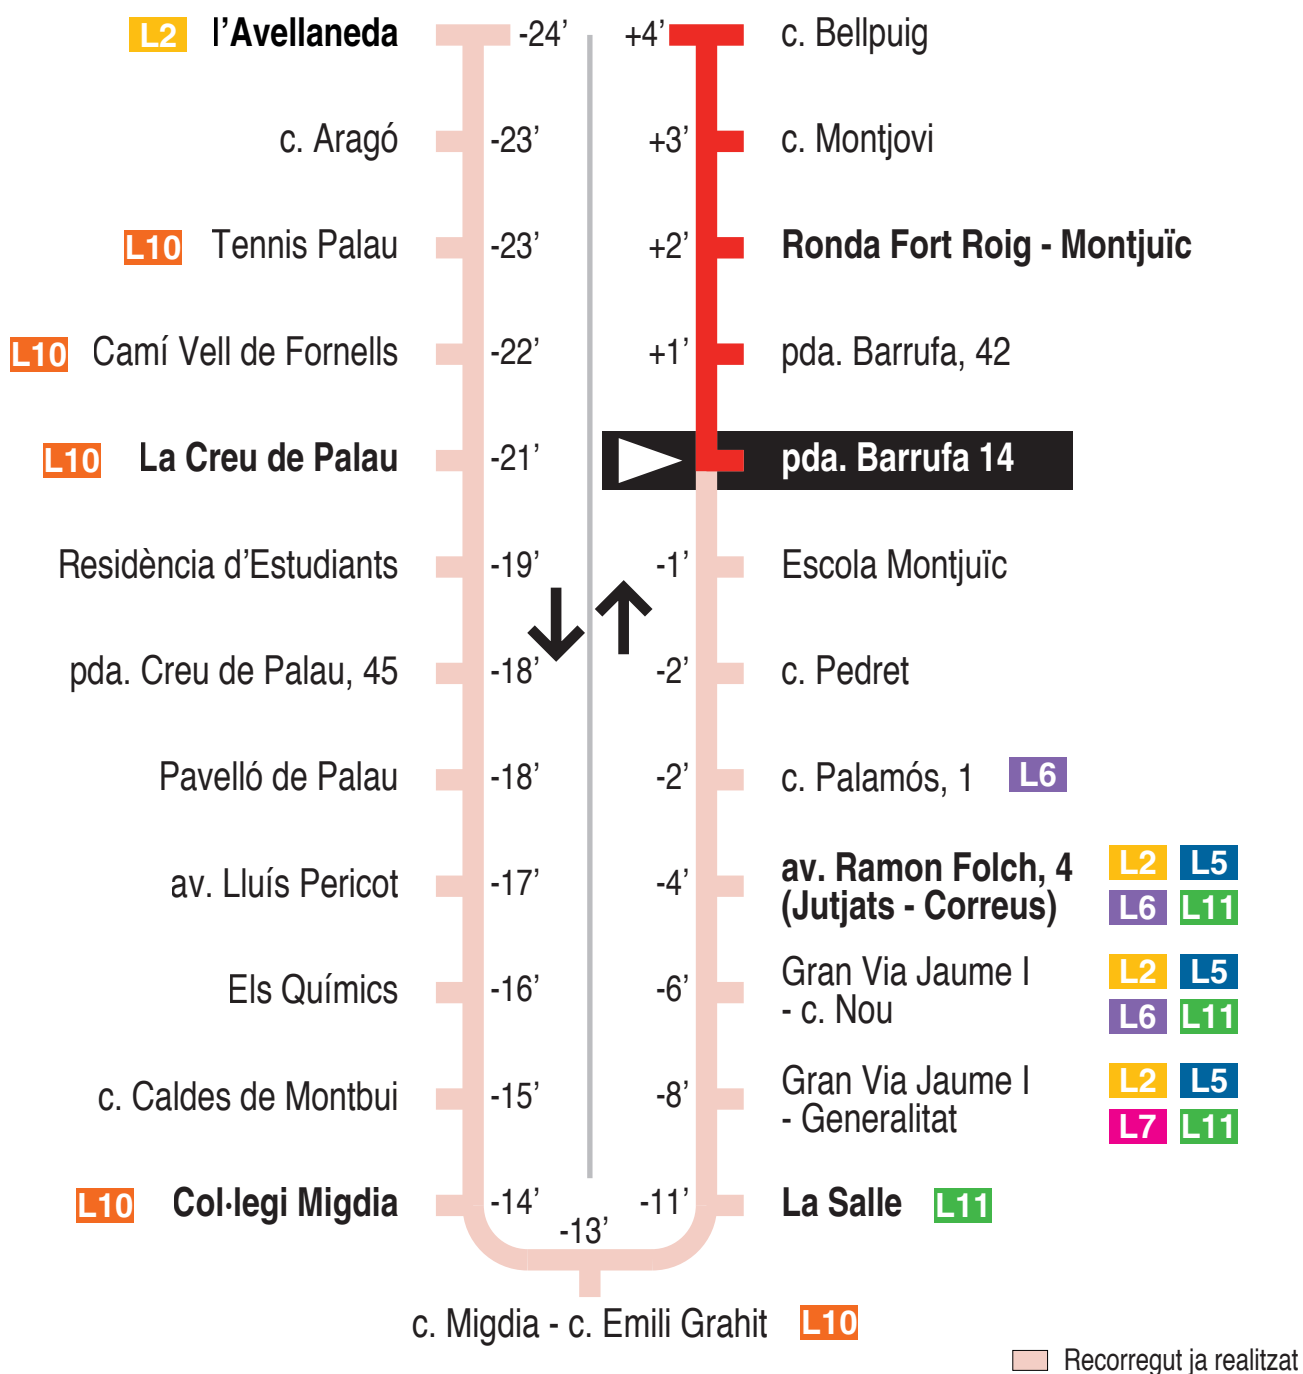 L2 l’Avellaneda -24’ +4’ c. Bellpuig
c. Aragó -23’ +3’ c. Montjovi
L10 Tennis Palau -23’ +2’ Ronda Fort Roig - Montjuïc
L10 Camí Vell de Fornells -22’ +1’ pda. Barrufa, 42
L10 La Creu de Palau -21’ pda. Barrufa 14
Residència d’Estudiants -19’ -1’ Escola Montjuïc
pda. Creu de Palau, 45 -18’ -2’ c. Pedret
Pavelló de Palau -18’ -2’ c. Palamós, 1 L6
av. Lluís Pericot -17’ -4’ av. Ramon Folch, 4 L2 L5
(Jutjats - Correus) L6 L11
Els Químics -16’ -6’ Gran Via Jaume I L2 L5
- c. Nou L6 L11
c. Caldes de Montbui -15’ -8’ Gran Via Jaume I L2 L5
- Generalitat L7 L11
L10 Col·legi Migdia -14’ -11’ La Salle L11
-13’
c. Migdia - c. Emili Grahit L10
Recorregut ja realitzat